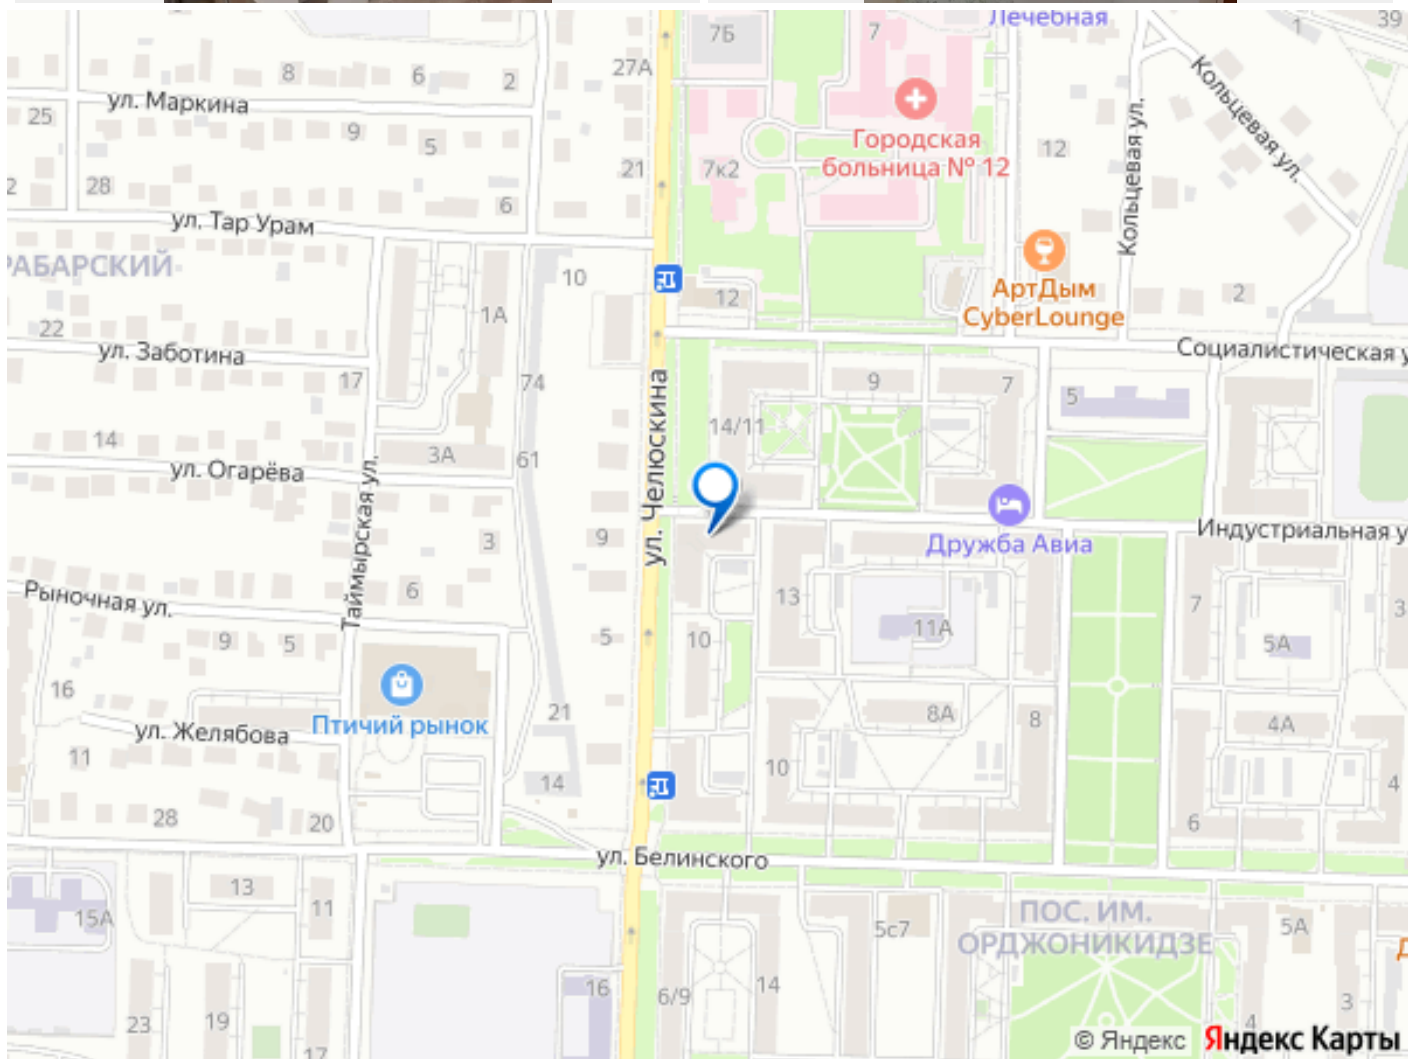 Лечебная
39
1
7Б
7
27А
8
6
2
ул. Маркина
Кольцевая ул.
Кольцевая ул.
25
9
5
Городская
больница № 12
12
21
7к2
2
28
6
ул. Тар Урам
РАБАРСКИЙ
10
12
АртДым
CyberLounge
2
1А
22
ул. Заботина
Социалистическая у
17
74
9
7
5
ул. Челюскина
14/11
14
3А
61
ул. Огарёва
Таймырская ул.
3
9
Дружба Авиа
Индустриальная у
Рыночная ул.
6
13
7
3
9
5
5
10
11А
5А
16
Птичий рынок
21
8А
8
4А
ул. Желябова
11
14
10
4
28
20
6
ул. Белинского
13
11
15А
5с7
ПОС. ИМ.
ОРДЖОНИКИДЗЕ
5А
Д
16
6/9
14
23
19
17
4
3
© Яндекс Яндекс Карты